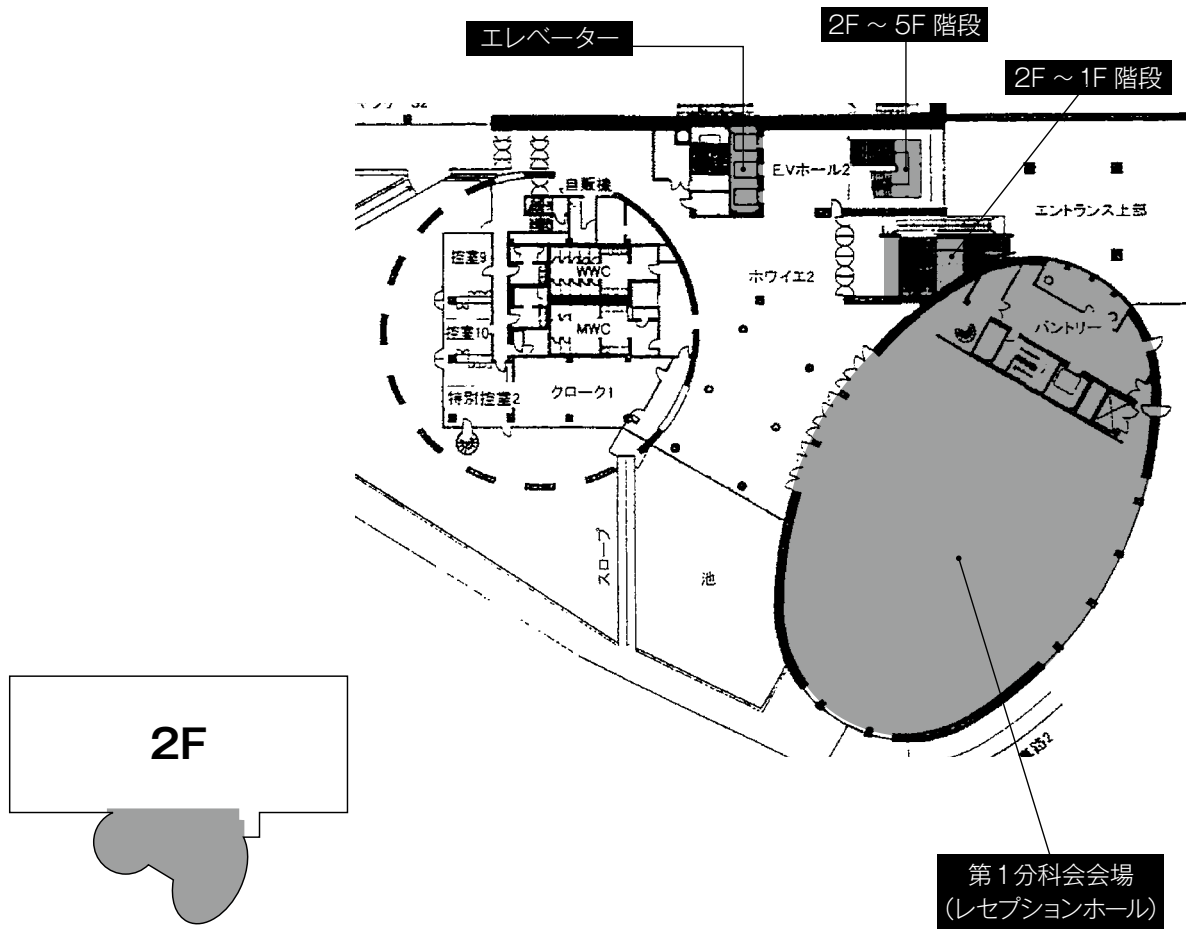 2F ~ 5F 階段
エレベーター
2F ~ 1F 階段
EVホール2
自販機
エントランス上部
控室9
WWC
ホワイエ2
控室10
MWC
パントリー
特別控室2
クローク1
スロープ
池
2F
第1分科会会場
(レセプションホール)